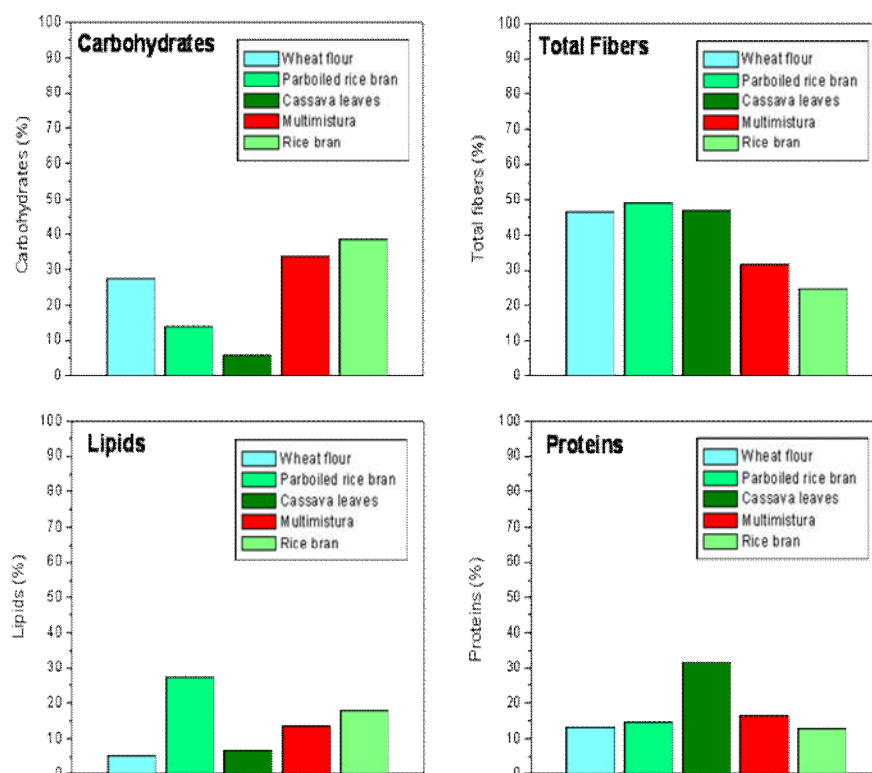 Carbohydrates
Wheat flour
Parboiled rice bran
Cassava leaves
Multimistura
Rice bran
Carbohydrates (%)
100
90
80
70
60
50
40
30
20
10
0
Total Fibers
Wheat flour
Parboiled rice bran
Cassava leaves
Multimistura
Rice bran
Total fibers (%)
100
90
80
70
60
50
40
30
20
10
0
Lipids
Wheat flour
Parboiled rice bran
Cassava leaves
Multimistura
Rice bran
Lipids (%)
100
90
80
70
60
50
40
30
20
10
0
Proteins
Wheat flour
Parboiled rice bran
Cassava leaves
Multimistura
Rice bran
Proteins (%)
100
90
80
70
60
50
40
30
20
10
0